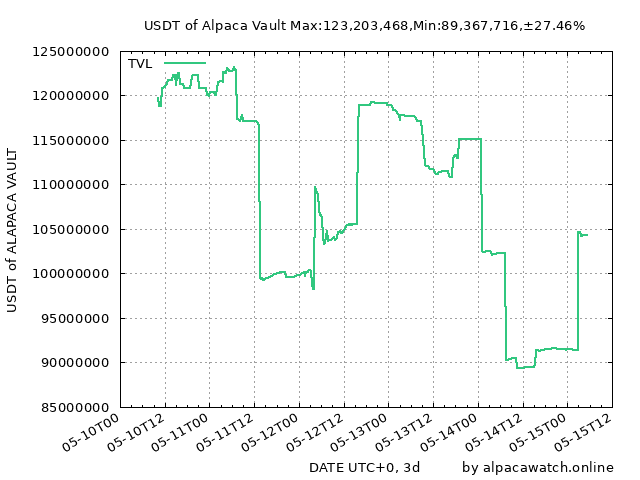 USDT of Alpaca Vault Max:123,203,468,Min:89,367,716,±27.46%
TVL
125000000
120000000
115000000
110000000
105000000
100000000
95000000
90000000
85000000
USDT of ALAPACA VAULT
05-10T00
05-10T12
05-11T00
05-11T12
05-12T00
05-12T12
05-13T00
05-13T12
05-14T00
05-14T12
05-15T00
05-15T12
DATE UTC+0, 3d
by alpacawatch.online